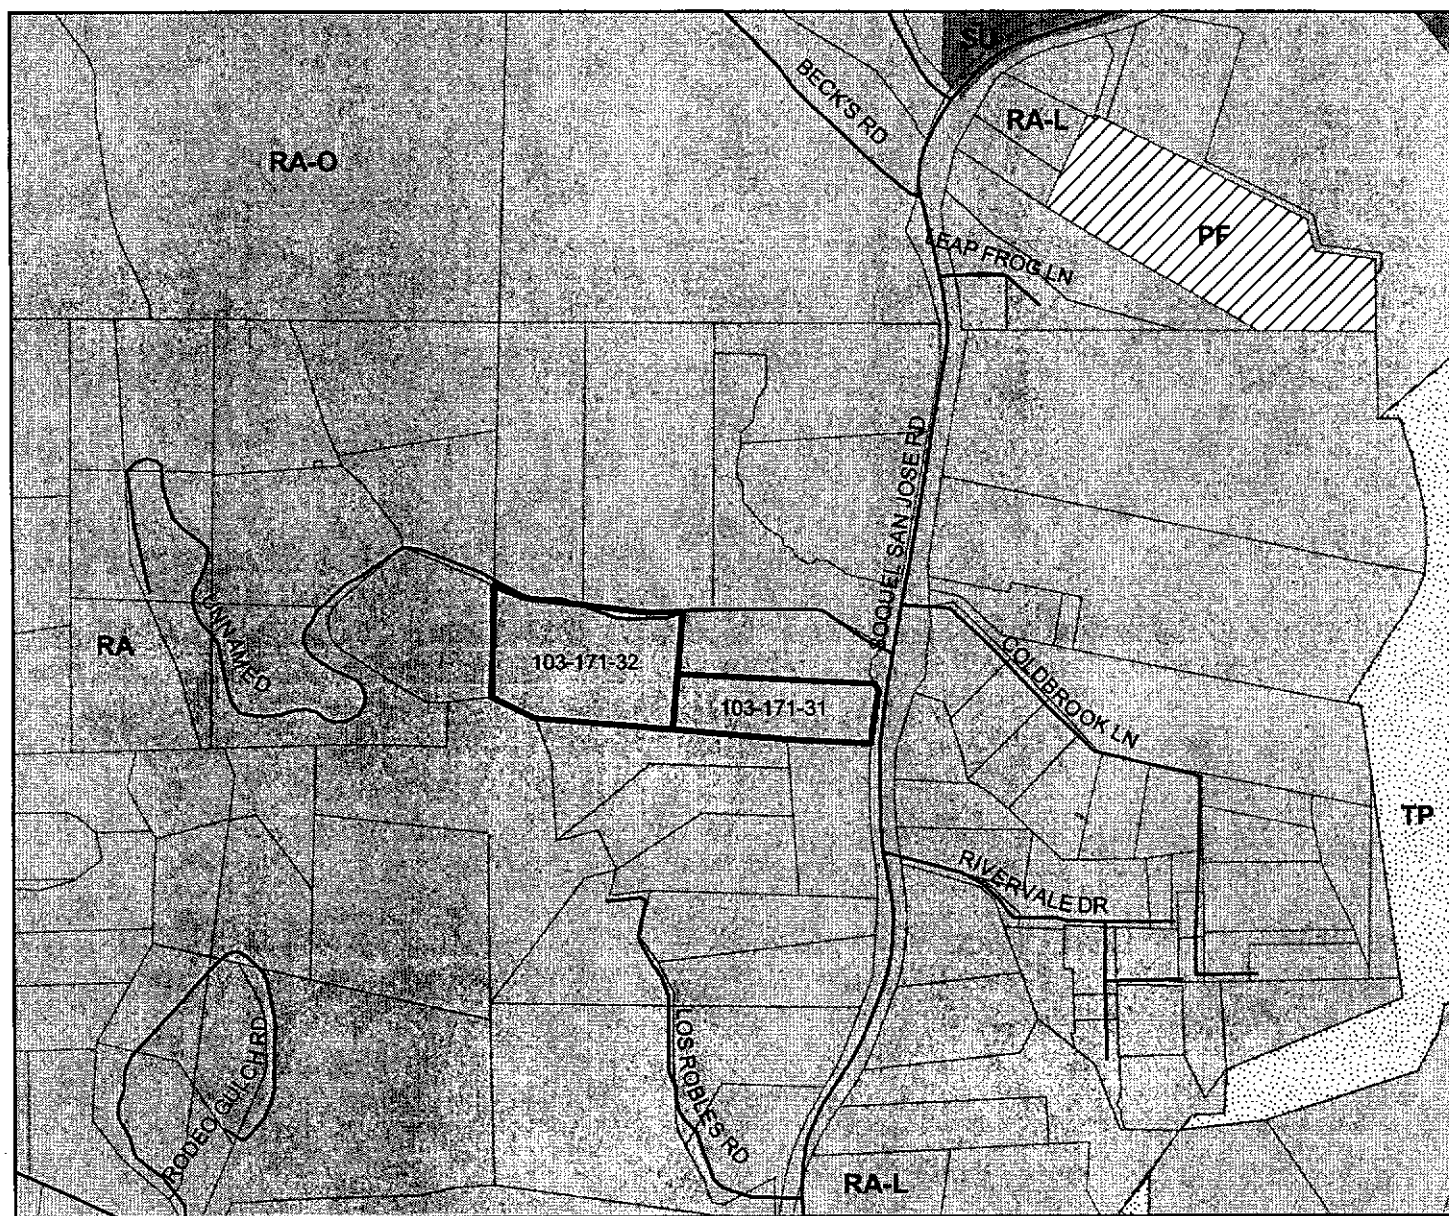 SU
BECK'S RD
RA-L
RA-O
PF
LEAP FROG LN
SOQUEL SAN JOSE RD
UNNAMED
RA
103-171-32
103-171-31
COLDBROOK LN
TP
RIVERVALE DR
RODEO GULCH RD
LOS ROBLES RD
RA-L